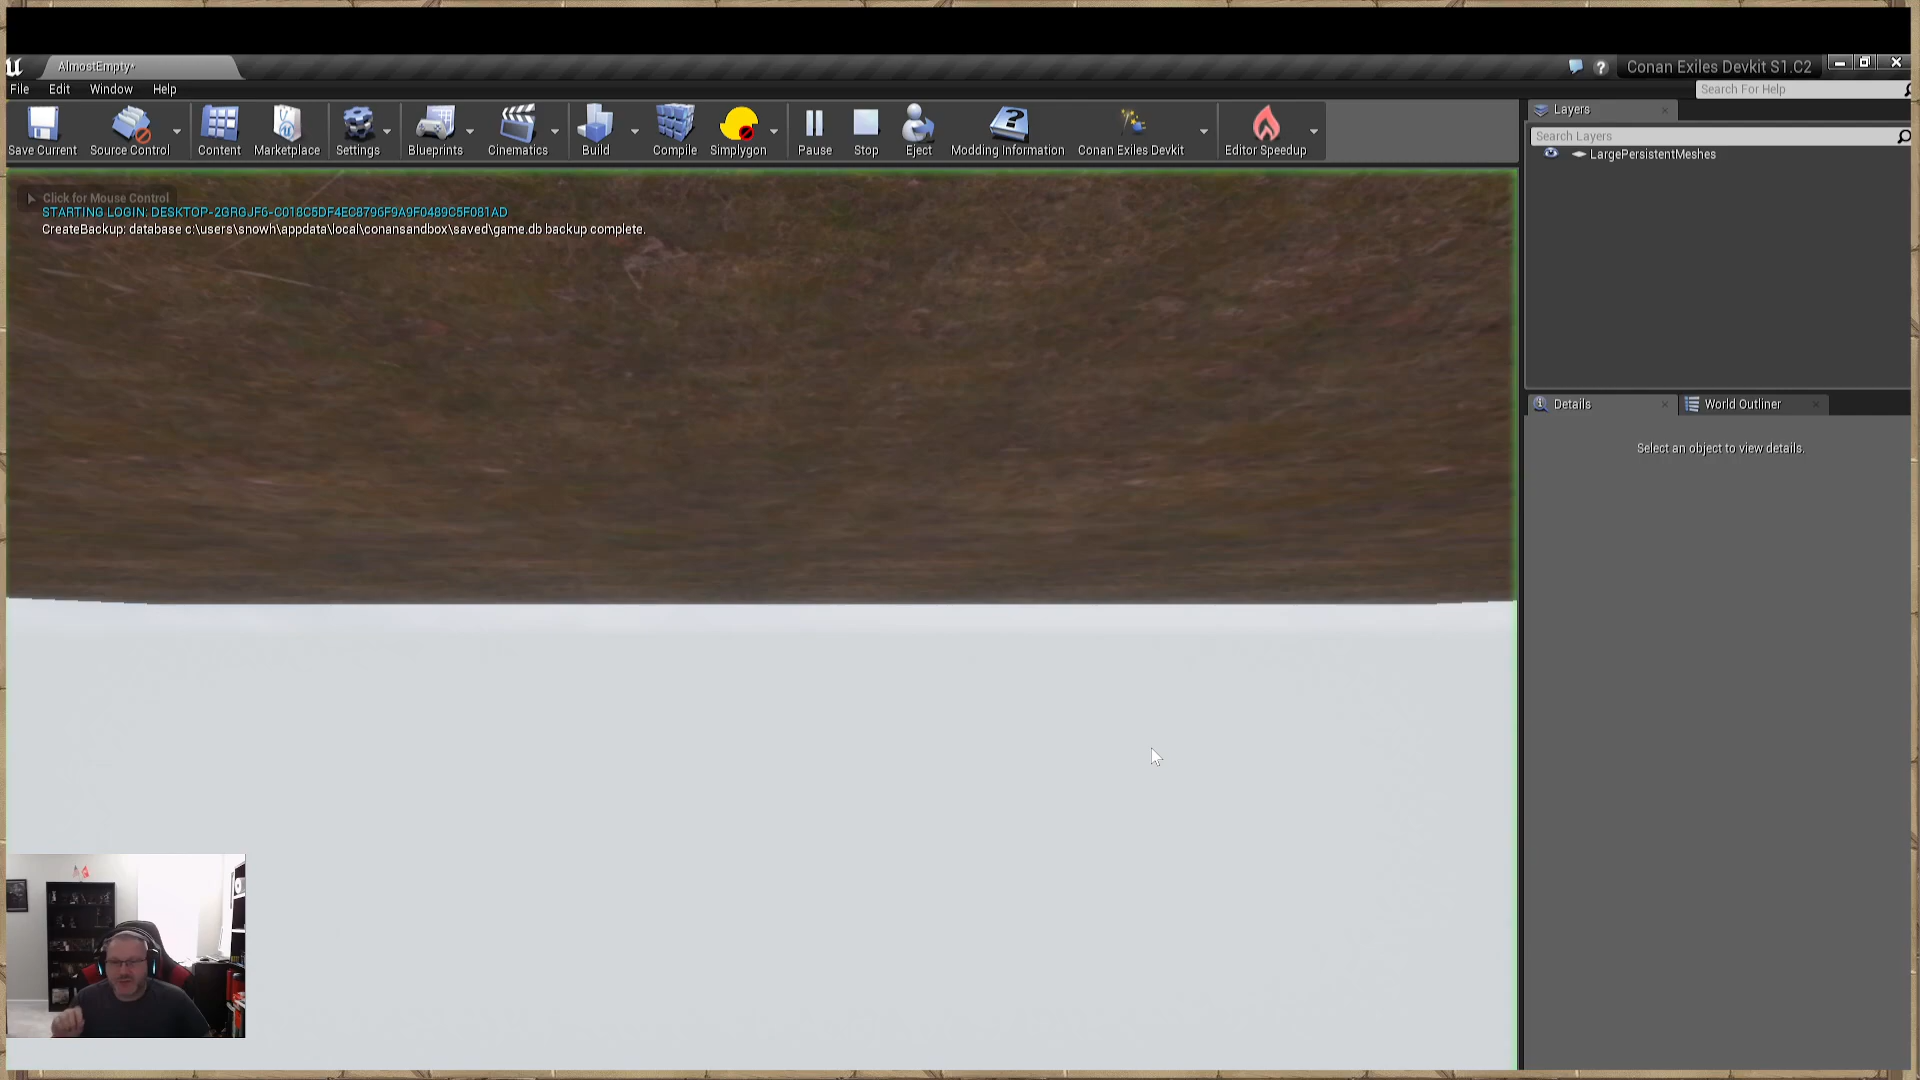 AlmostEmpty*
Conan Exiles Devkit S1.C2
File Edit Window Help
Search For Help
Save Current
Source Control
Content
Marketplace
Settings
Blueprints
Cinematics
Build
Compile
Simplygon
Pause
Stop
Eject
Modding Information
Conan Exiles Devkit
Editor Speedup
Layers
Search Layers
LargePersistentMeshes
Click for Mouse Control
STARTING LOGIN: DESKTOP-2GRGJF6-C018C5DF4EC8796F9A9F0489C5F081AD
CreateBackup: database c:\users\snowh\appdata\local\conansandbox\saved\game.db backup complete.
Details
World Outliner
Select an object to view details.